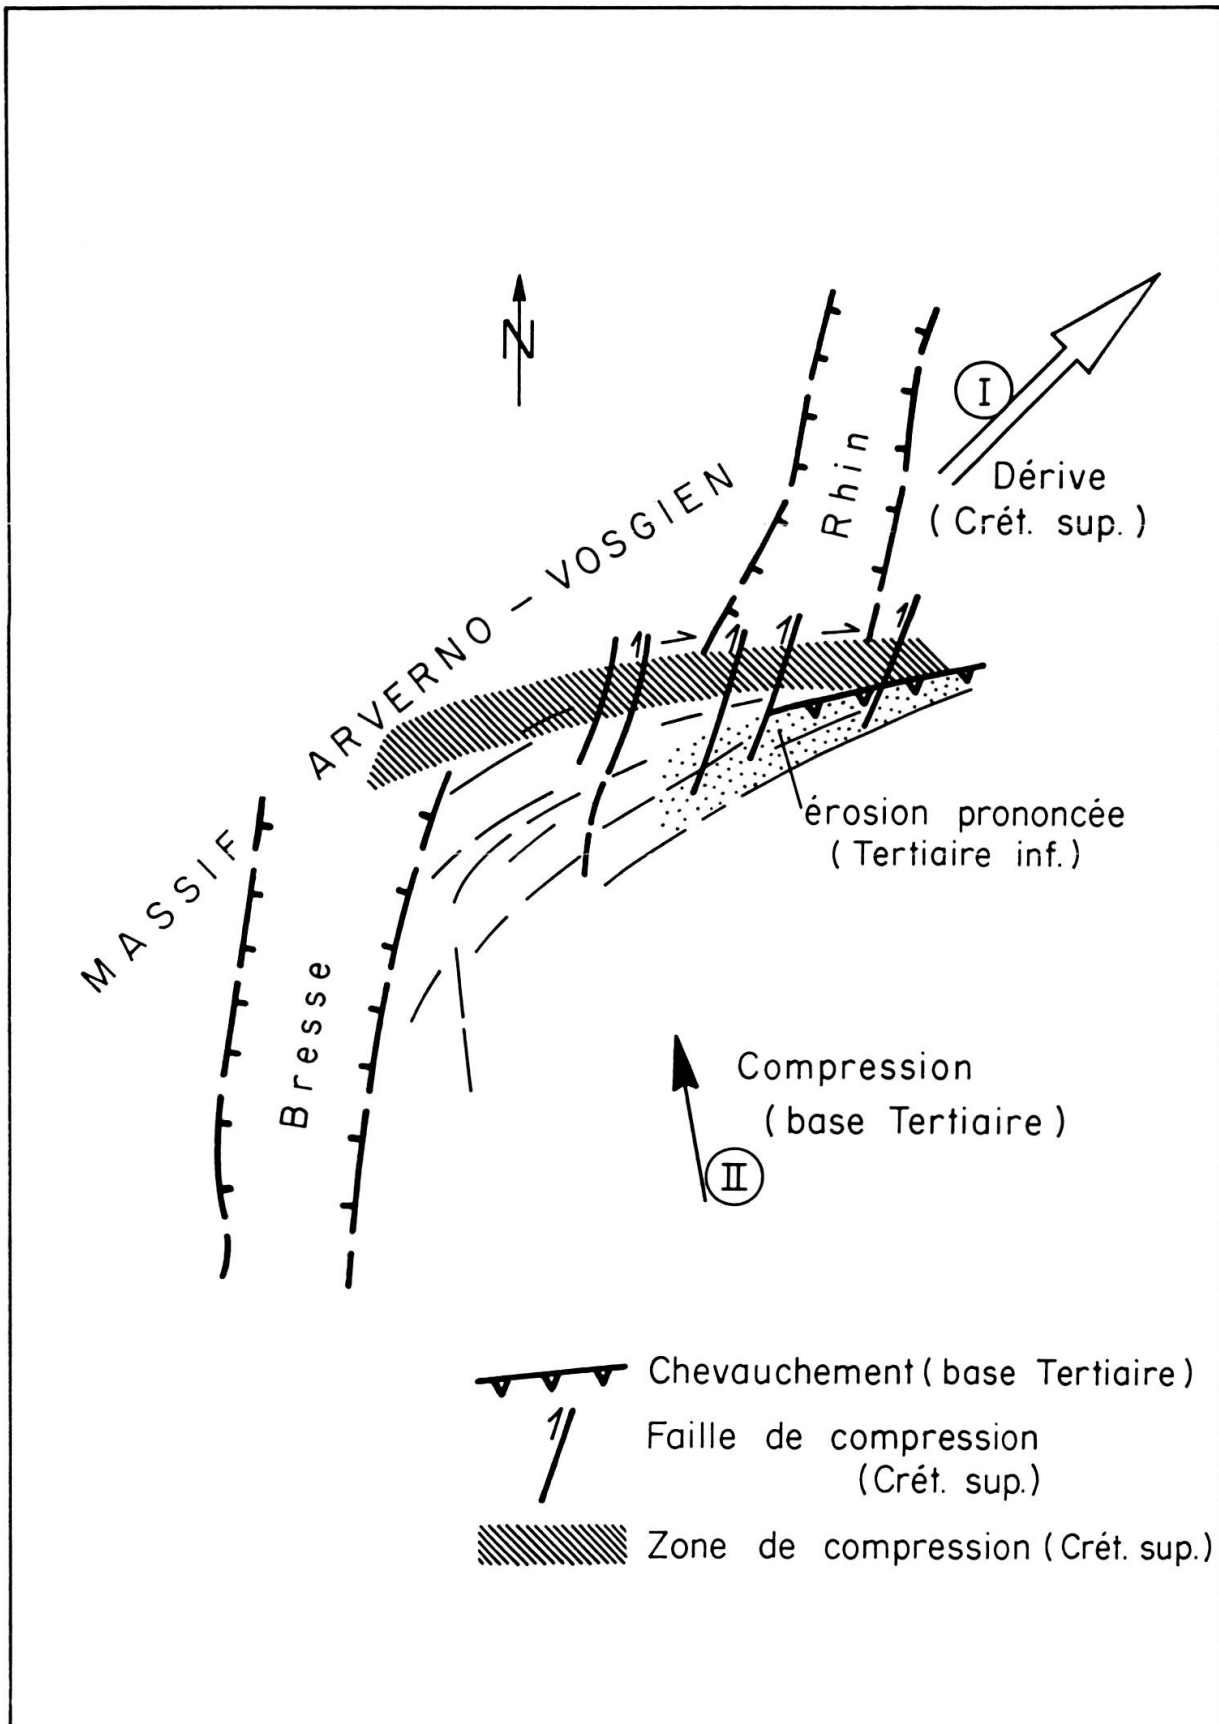 N
I
Dérive
( Crét. sup. )
Rhin
MASSIF ARVERNO – VOSGIEN
érosion prononcée
( Tertiaire inf.)
Bresse
Compression
( base Tertiaire )
II
Chevauchement ( base Tertiaire )
Faille de compression
(Crét. sup.)
Zone de compression ( Crét. sup.)